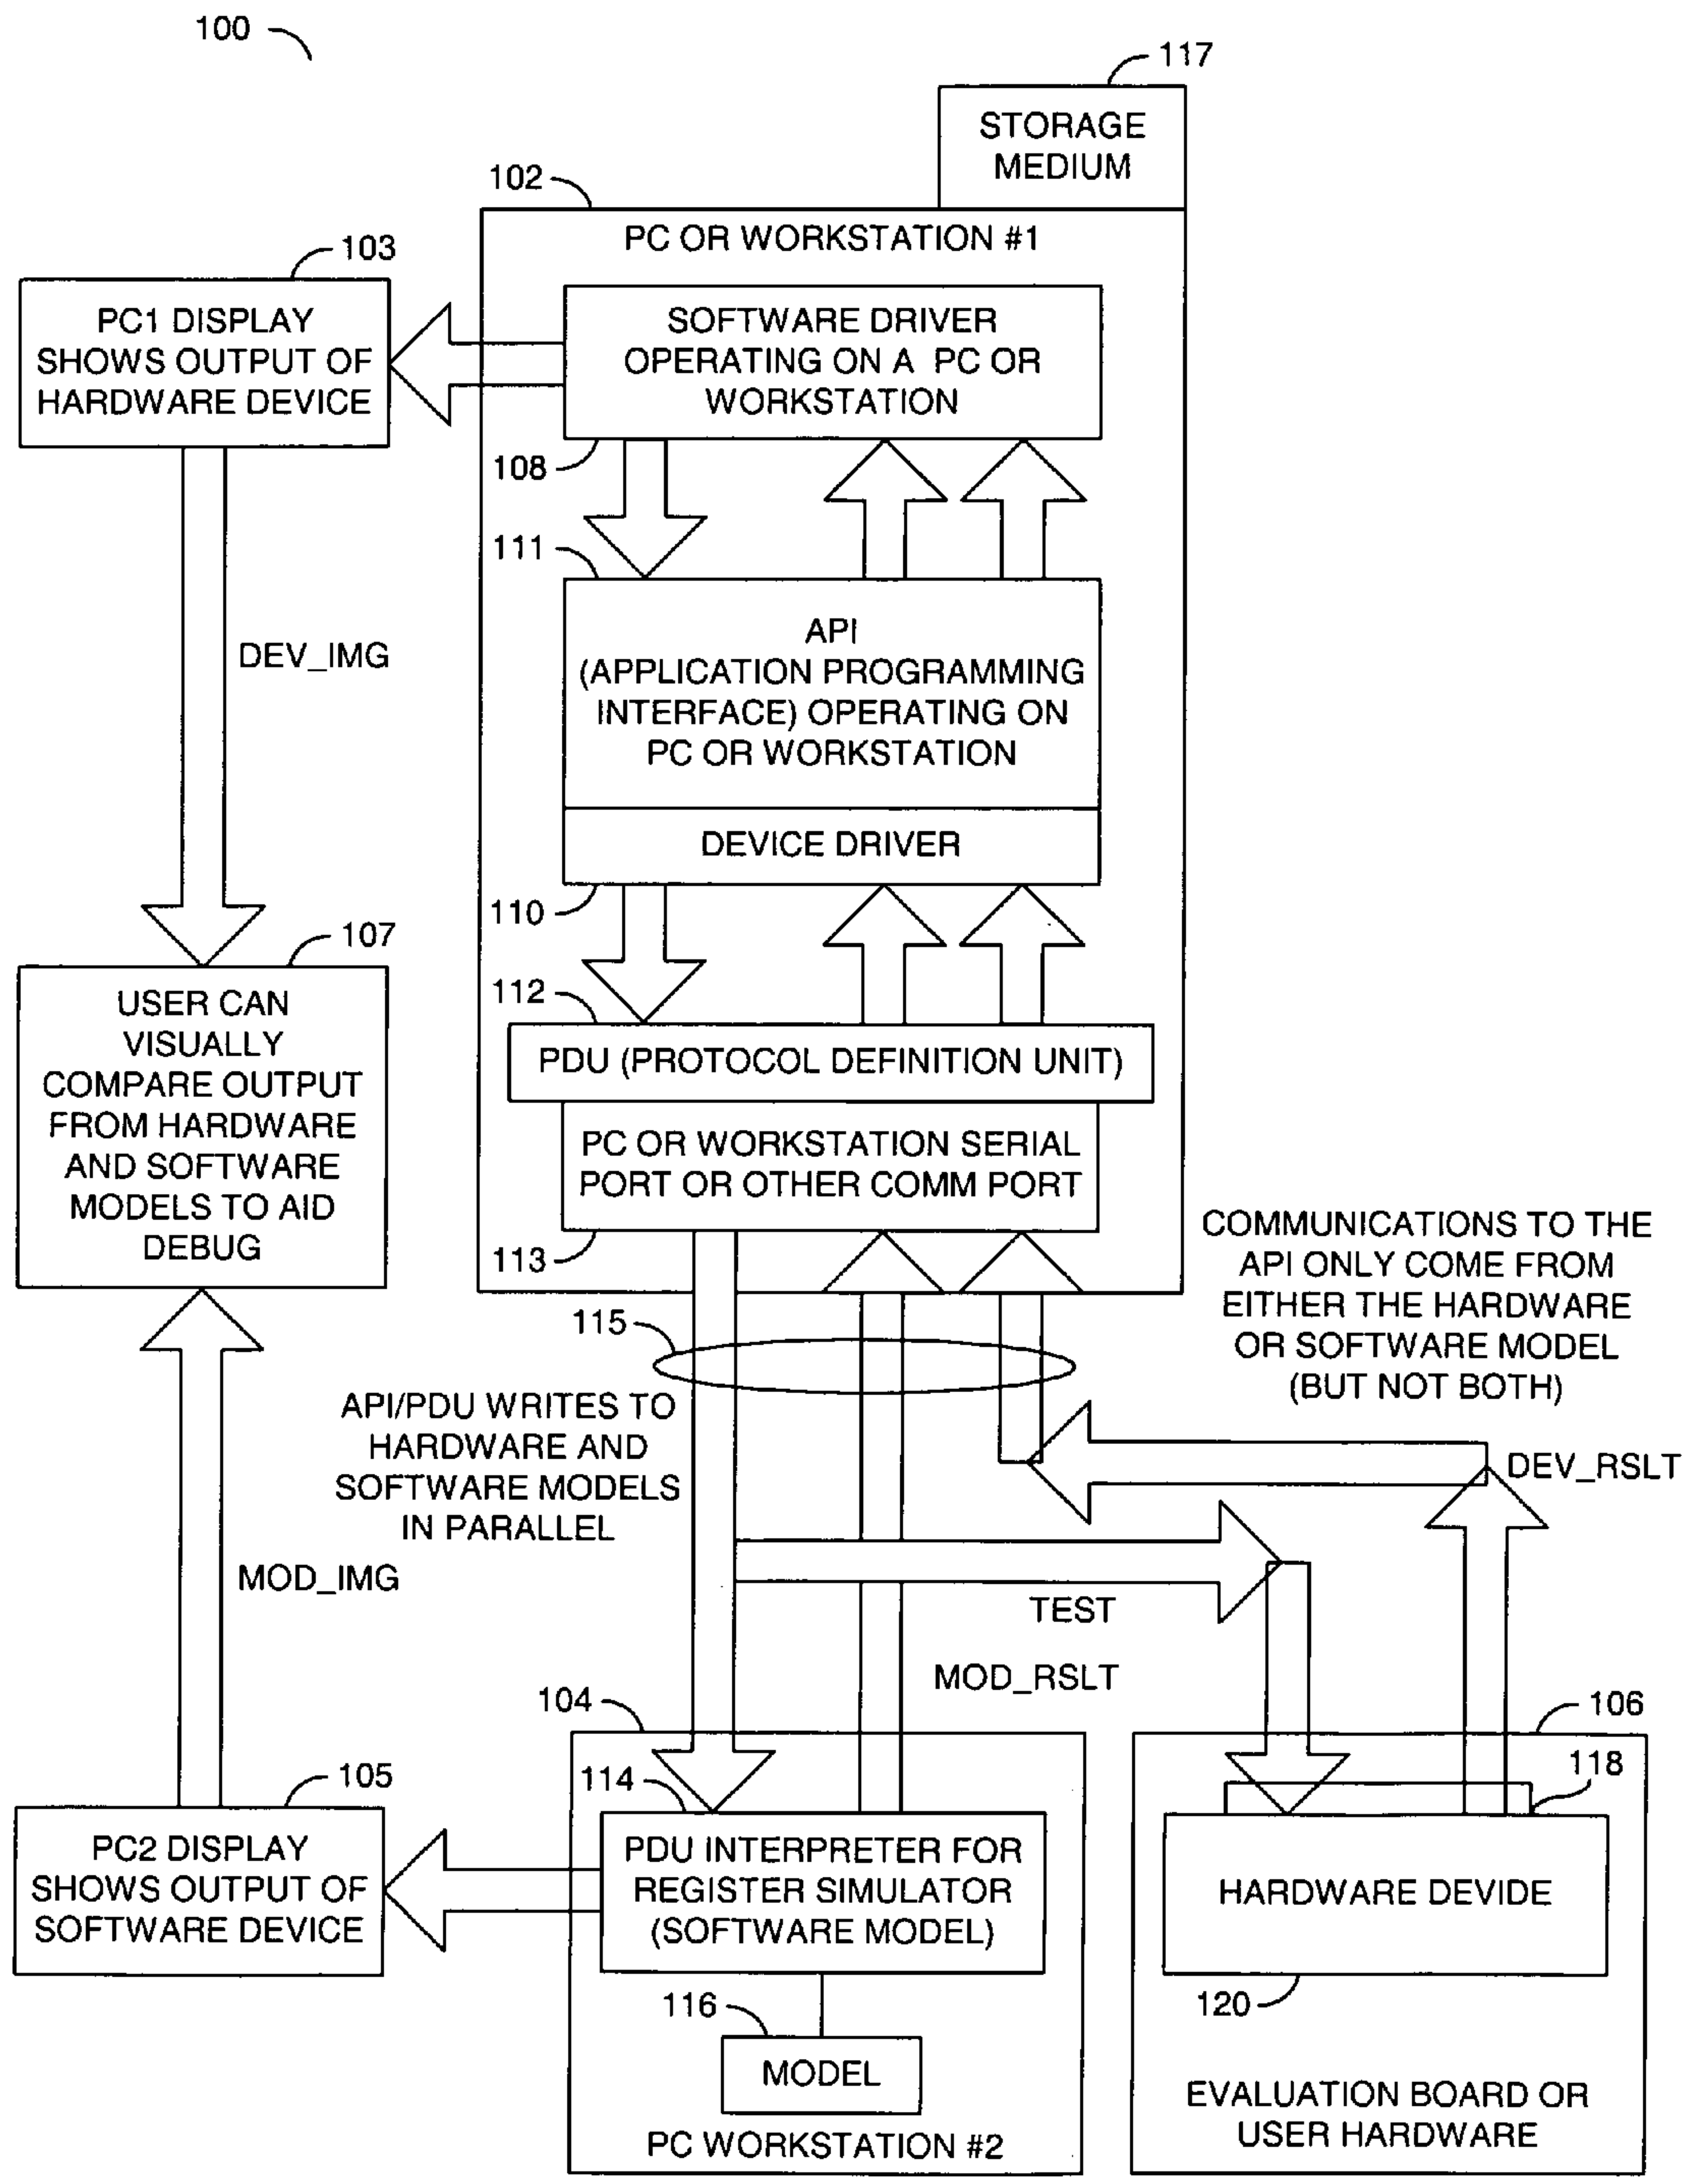 100
117
STORAGE
MEDIUM
102
PC OR WORKSTATION #1
103
PC1 DISPLAY
SHOWS OUTPUT OF
HARDWARE DEVICE
SOFTWARE DRIVER
OPERATING ON A PC OR
WORKSTATION
108
111
API
(APPLICATION PROGRAMMING
INTERFACE) OPERATING ON
PC OR WORKSTATION
DEV_IMG
DEVICE DRIVER
110
107
USER CAN
VISUALLY
COMPARE OUTPUT
FROM HARDWARE
AND SOFTWARE
MODELS TO AID
DEBUG
112
PDU (PROTOCOL DEFINITION UNIT)
PC OR WORKSTATION SERIAL
PORT OR OTHER COMM PORT
113
COMMUNICATIONS TO THE
API ONLY COME FROM
EITHER THE HARDWARE
OR SOFTWARE MODEL
(BUT NOT BOTH)
115
API/PDU WRITES TO
HARDWARE AND
SOFTWARE MODELS
IN PARALLEL
DEV_RSLT
MOD_IMG
TEST
MOD_RSLT
104
106
105
114
118
PC2 DISPLAY
SHOWS OUTPUT OF
SOFTWARE DEVICE
PDU INTERPRETER FOR
REGISTER SIMULATOR
(SOFTWARE MODEL)
HARDWARE DEVIDE
116
120
MODEL
PC WORKSTATION #2
EVALUATION BOARD OR
USER HARDWARE